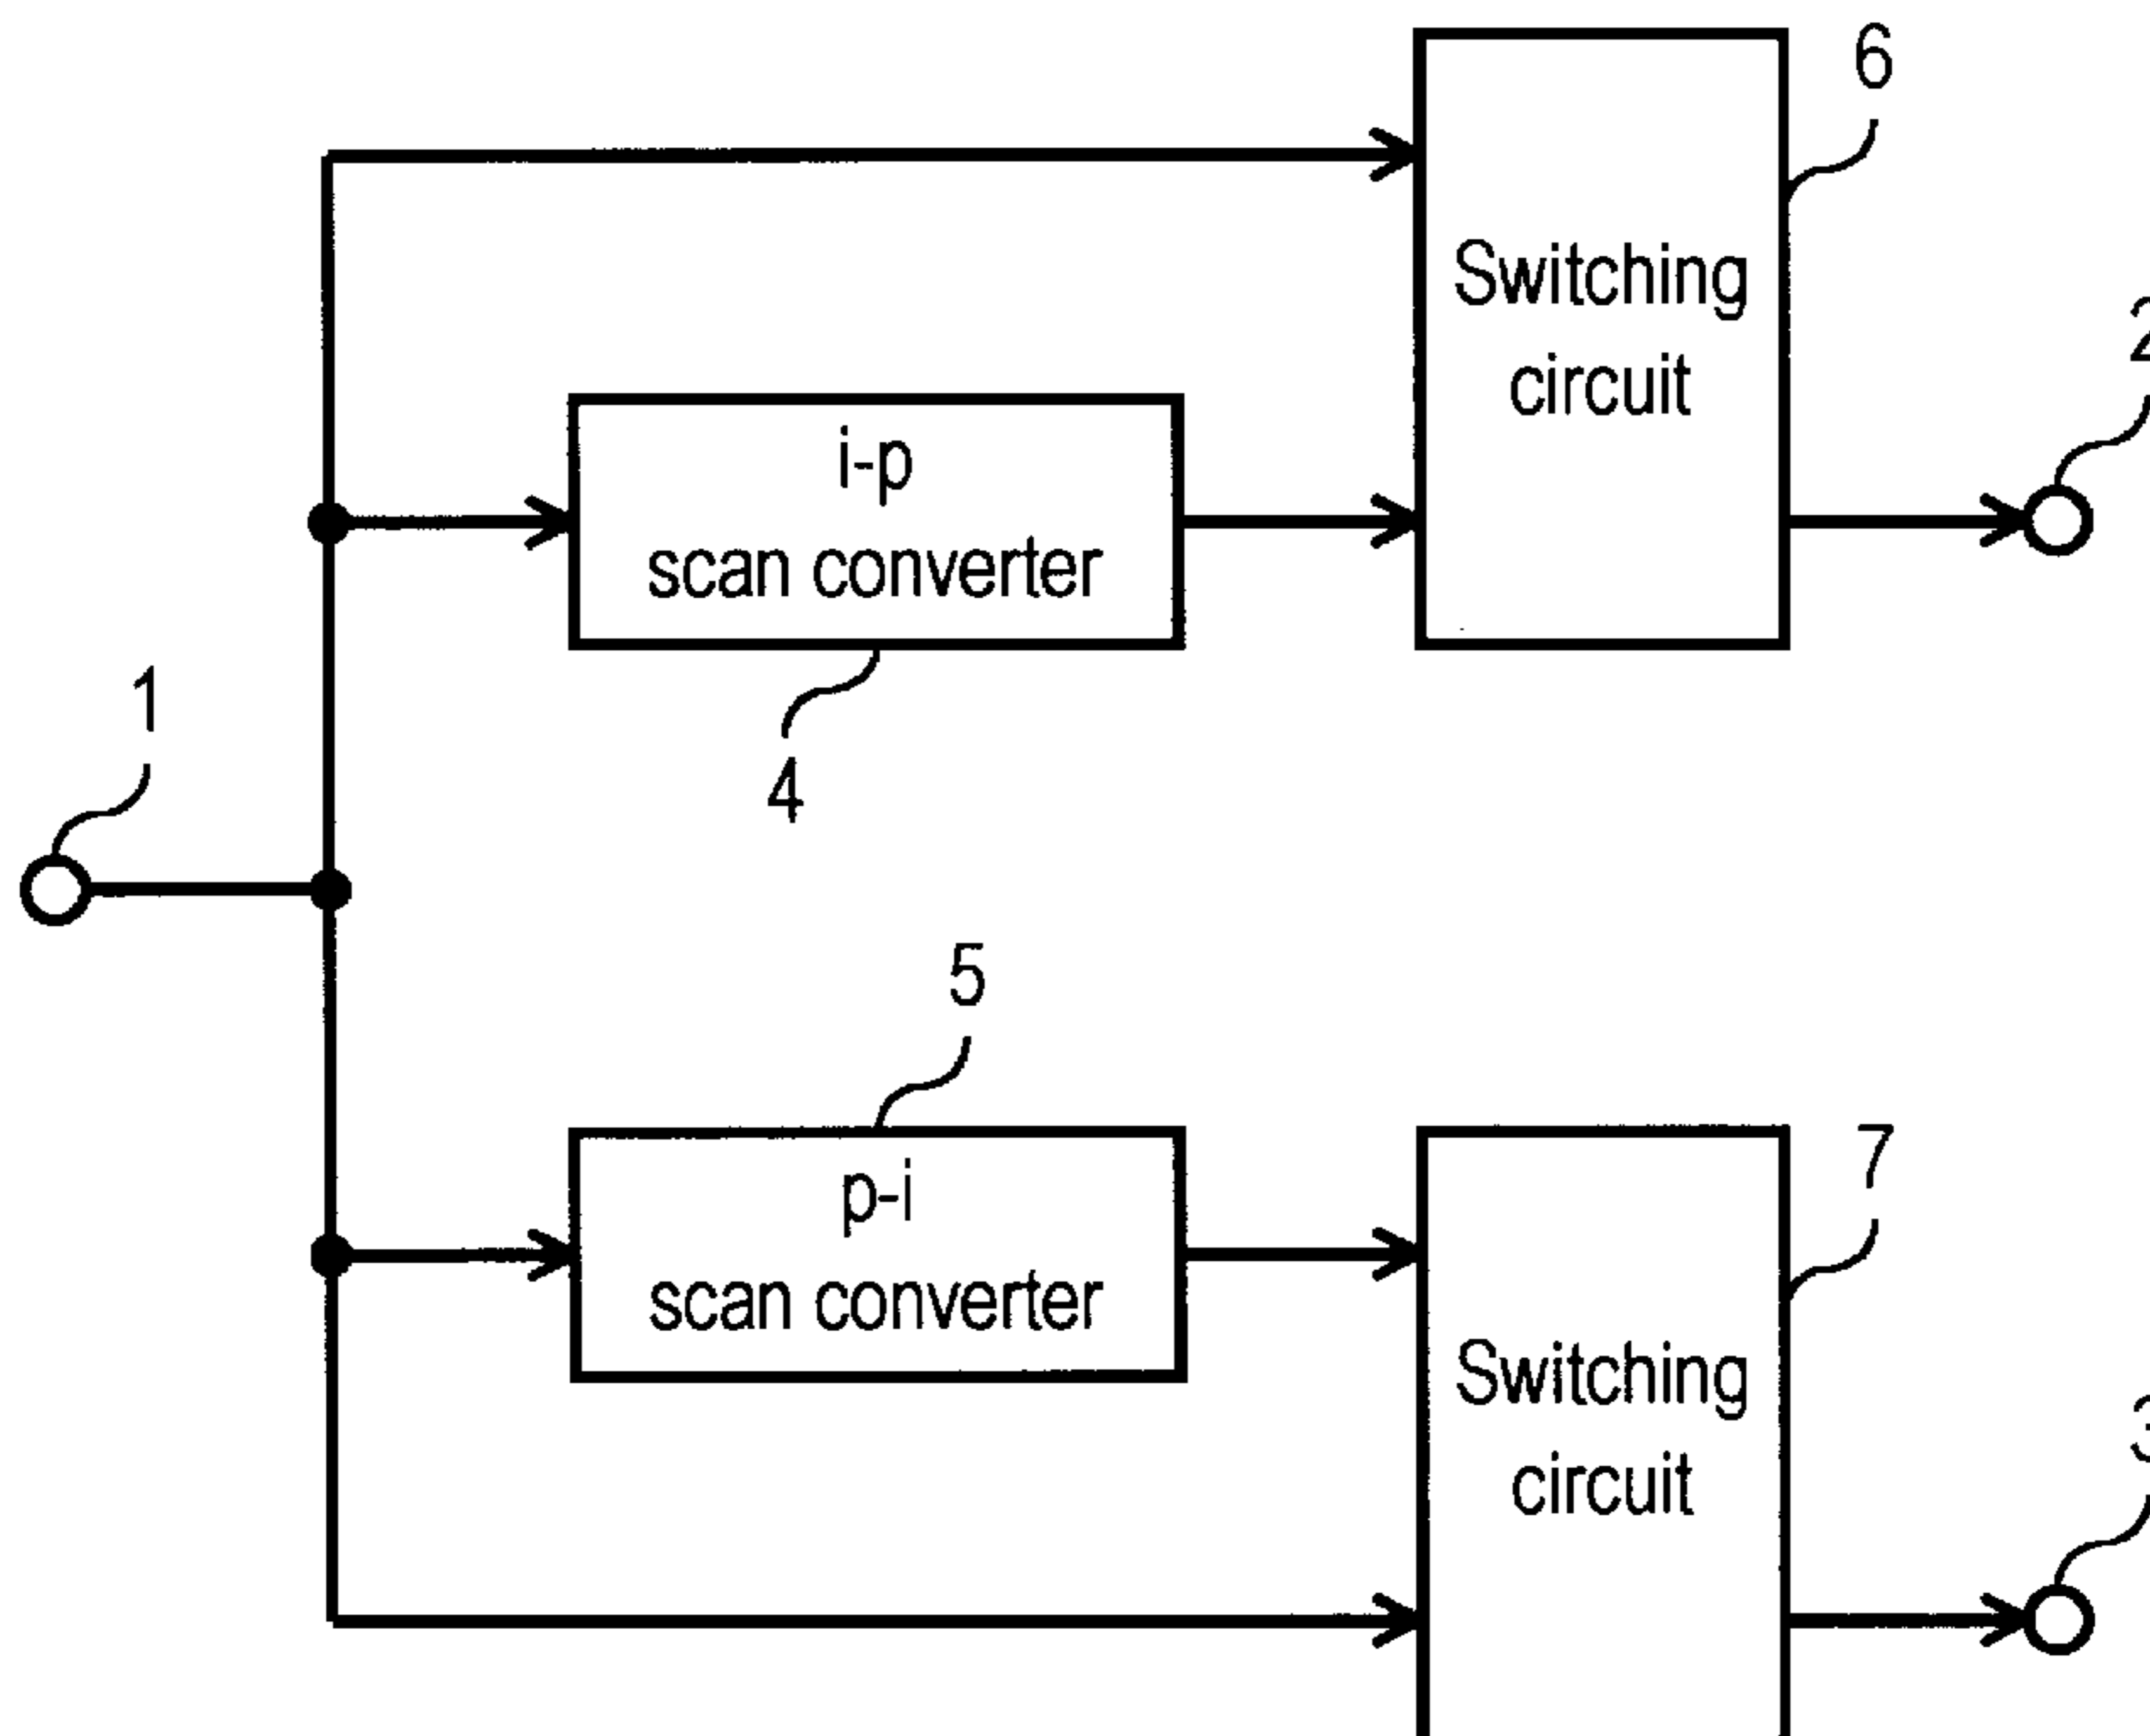 6
Switching
circuit
2
i-p
scan converter
4
1
5
p-i
scan converter
7
Switching
circuit
3